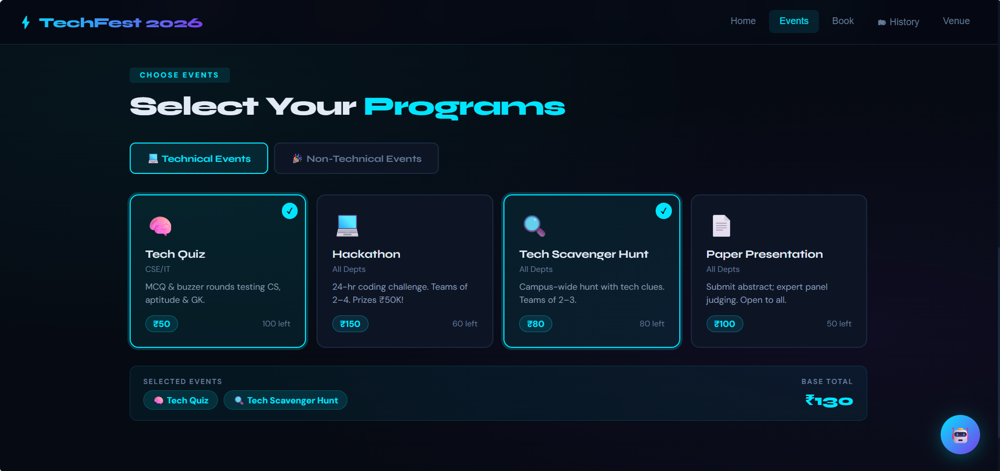 TechFest 2026
Home
Events
Book
History
Venue
CHOOSE EVENTS
Select Your Programs
Technical Events
Non-Technical Events
Tech Quiz
CSE/IT
MCQ & buzzer rounds testing CS,
aptitude & GK.
₹50
100 left
Hackathon
All Depts
24-hr coding challenge. Teams of
2–4. Prizes ₹50K!
₹150
60 left
Tech Scavenger Hunt
All Depts
Campus-wide hunt with tech clues.
Teams of 2–3.
₹80
80 left
Paper Presentation
All Depts
Submit abstract; expert panel
judging. Open to all.
₹100
50 left
SELECTED EVENTS
Tech Quiz
Tech Scavenger Hunt
BASE TOTAL
₹130